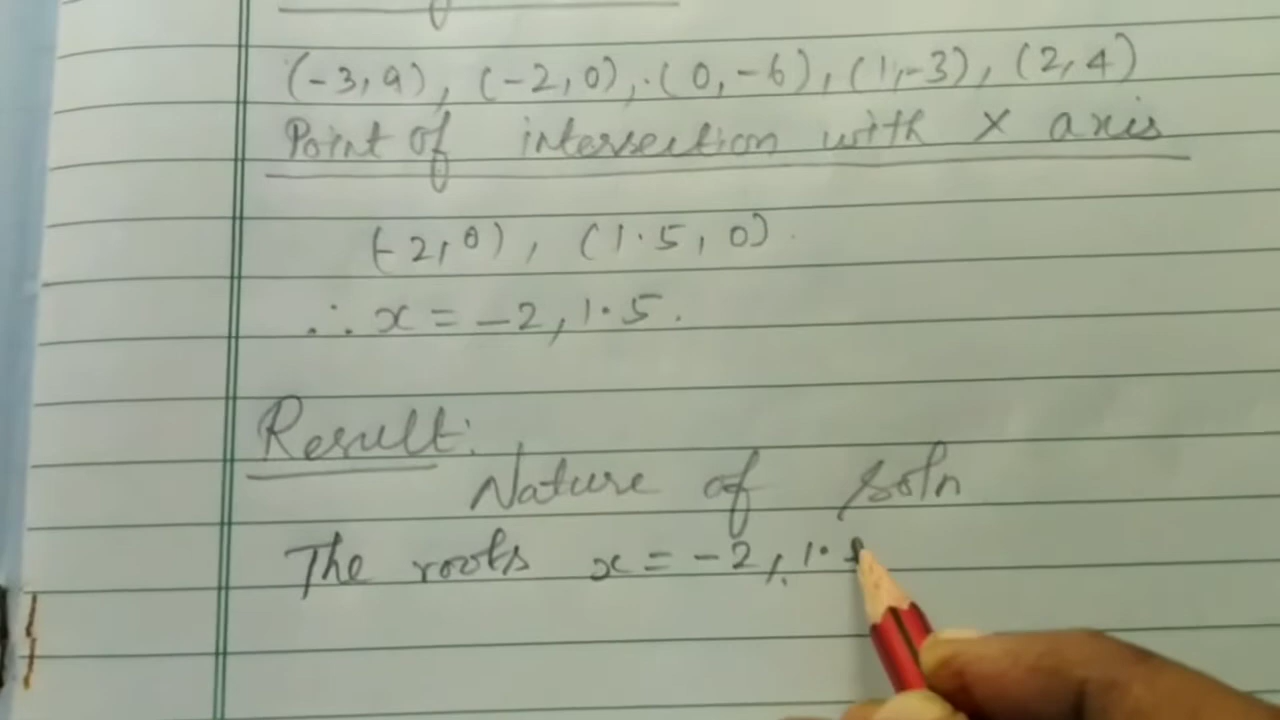 (-3,9), (-2,0), (0,-6), (1,-3), (2,4)
Point of intersection with X axis
(-2,0), (1.5,0).
∴ x = -2, 1.5.
Result:
Nature of soln
The roots x = -2, 1.